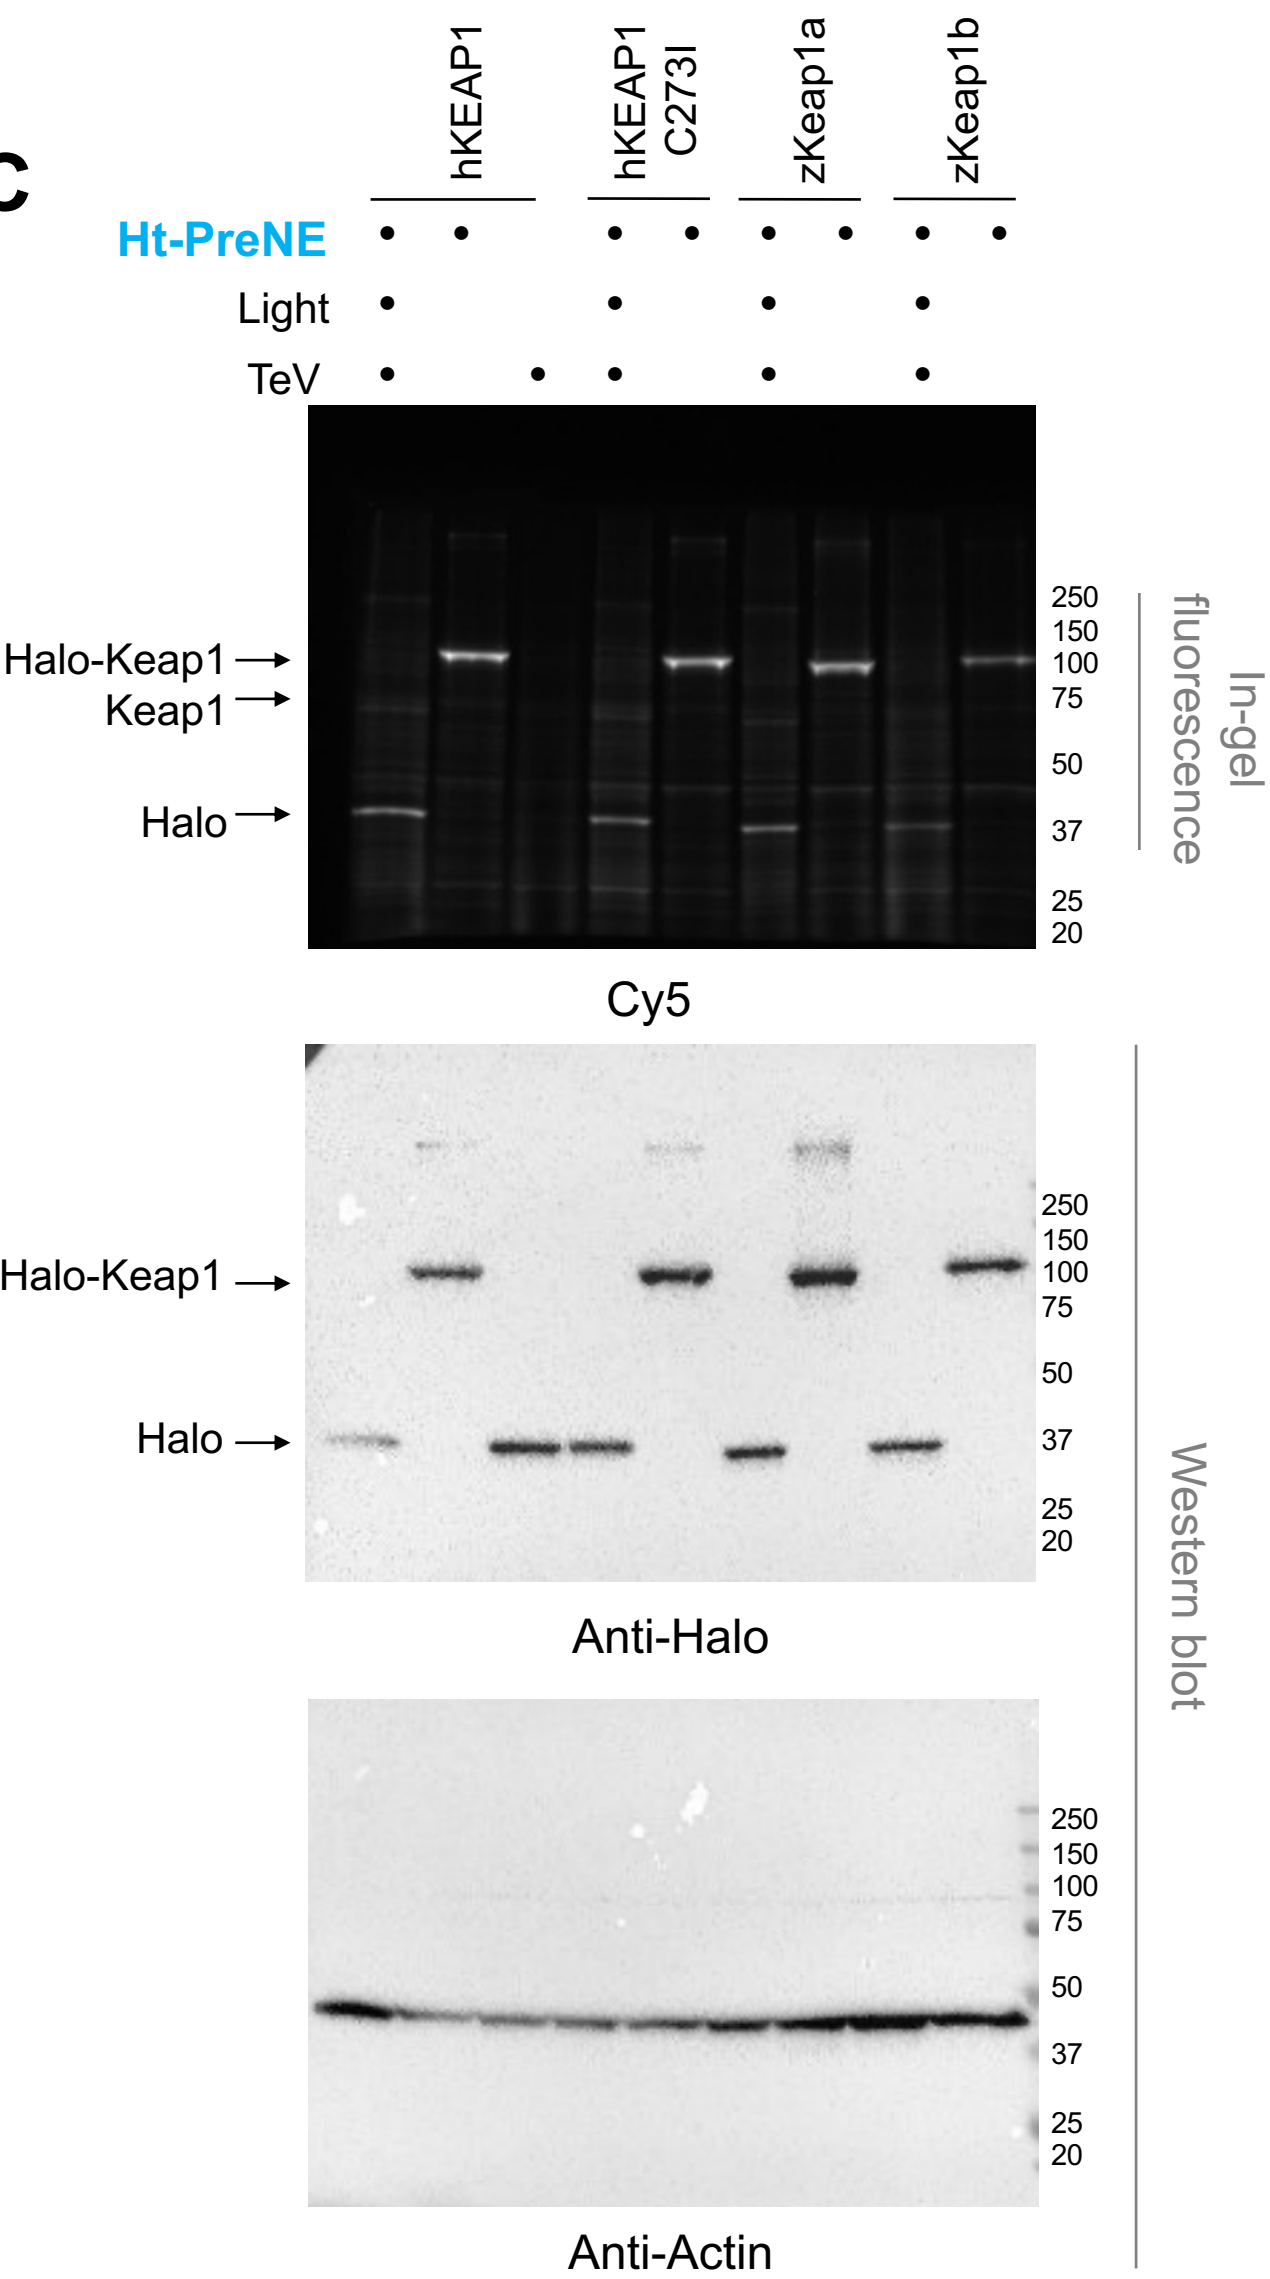 C
hKEAP1
hKEAP1
C273I
zKeap1a
zKeap1b
Ht-PreNE
Light
TeV
Halo-Keap1
Keap1
Halo
250
150
100
75
50
37
25
20
In-gel
fluorescence
Cy5
Halo-Keap1
Halo
250
150
100
75
50
37
25
20
Anti-Halo
Western blot
250
150
100
75
50
37
25
20
Anti-Actin